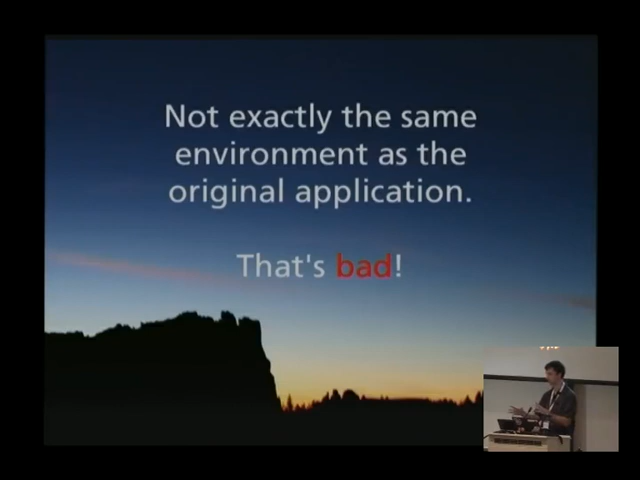 Not exactly the same
environment as the
original application.
That's bad!